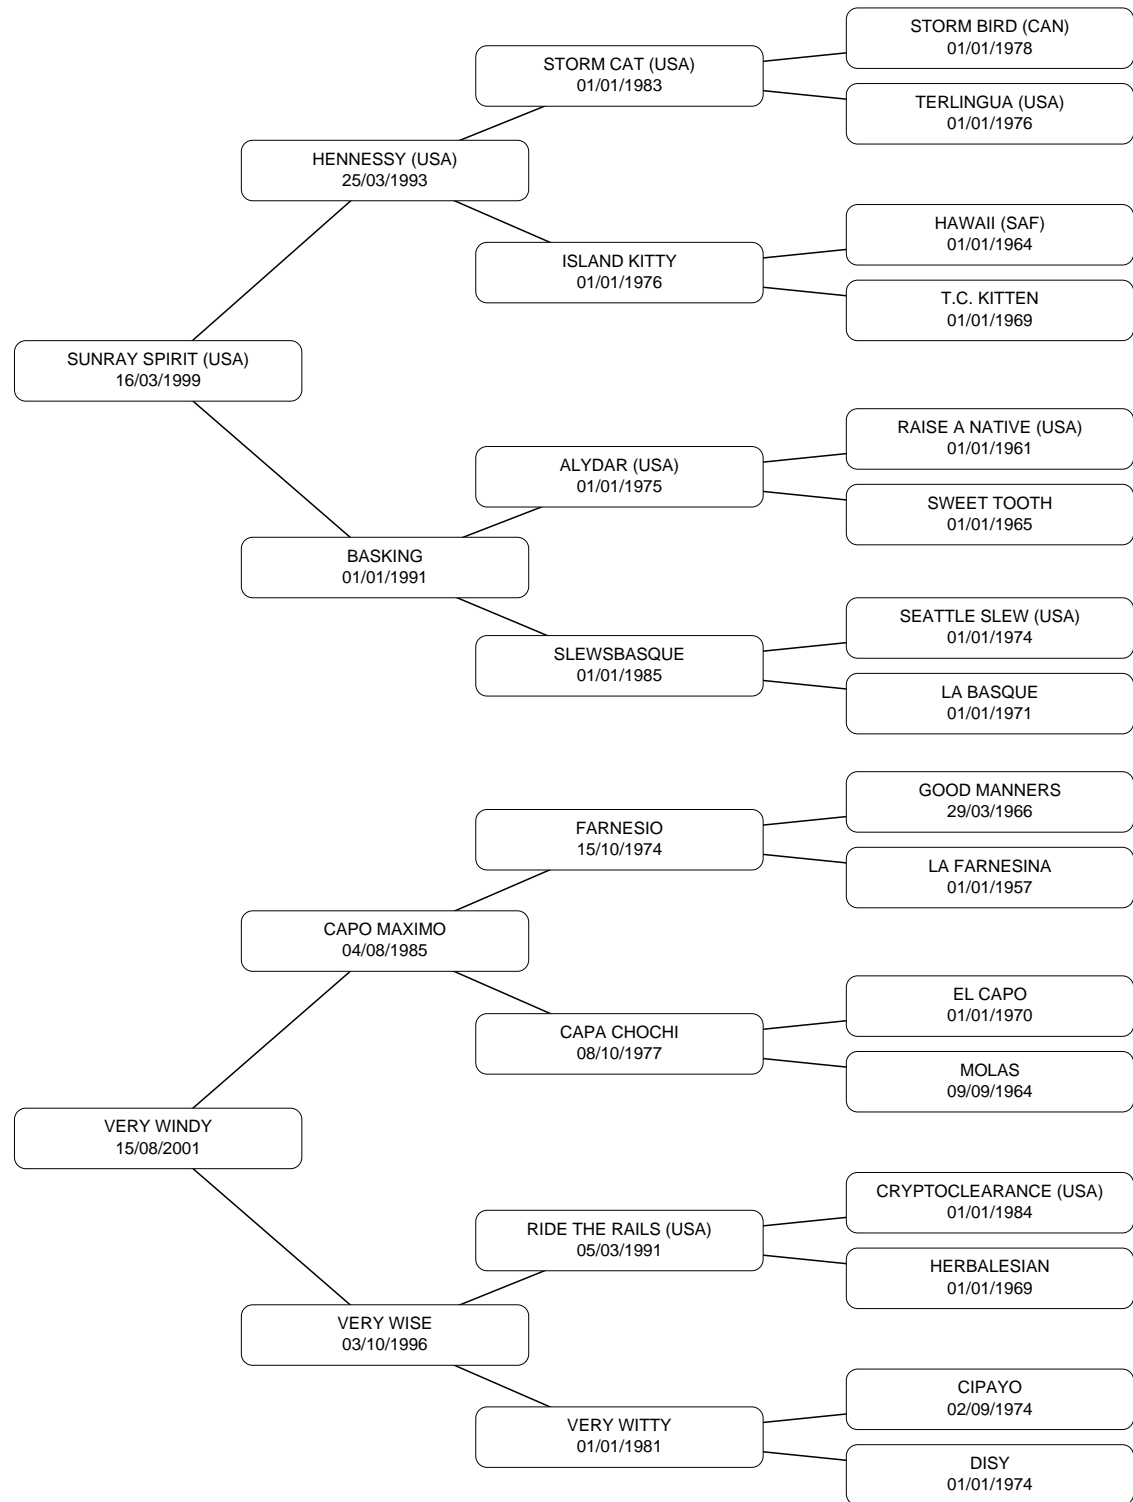 STORM BIRD (CAN)
01/01/1978
STORM CAT (USA)
01/01/1983
TERLINGUA (USA)
01/01/1976
HENNESSY (USA)
25/03/1993
HAWAII (SAF)
01/01/1964
ISLAND KITTY
01/01/1976
T.C. KITTEN
01/01/1969
SUNRAY SPIRIT (USA)
16/03/1999
RAISE A NATIVE (USA)
01/01/1961
ALYDAR (USA)
01/01/1975
SWEET TOOTH
01/01/1965
BASKING
01/01/1991
SEATTLE SLEW (USA)
01/01/1974
SLEWSBASQUE
01/01/1985
LA BASQUE
01/01/1971
GOOD MANNERS
29/03/1966
FARNESIO
15/10/1974
LA FARNESINA
01/01/1957
CAPO MAXIMO
04/08/1985
EL CAPO
01/01/1970
CAPA CHOCHI
08/10/1977
MOLAS
09/09/1964
VERY WINDY
15/08/2001
CRYPTOCLEARANCE (USA)
01/01/1984
RIDE THE RAILS (USA)
05/03/1991
HERBALESIAN
01/01/1969
VERY WISE
03/10/1996
CIPAYO
02/09/1974
VERY WITTY
01/01/1981
DISY
01/01/1974